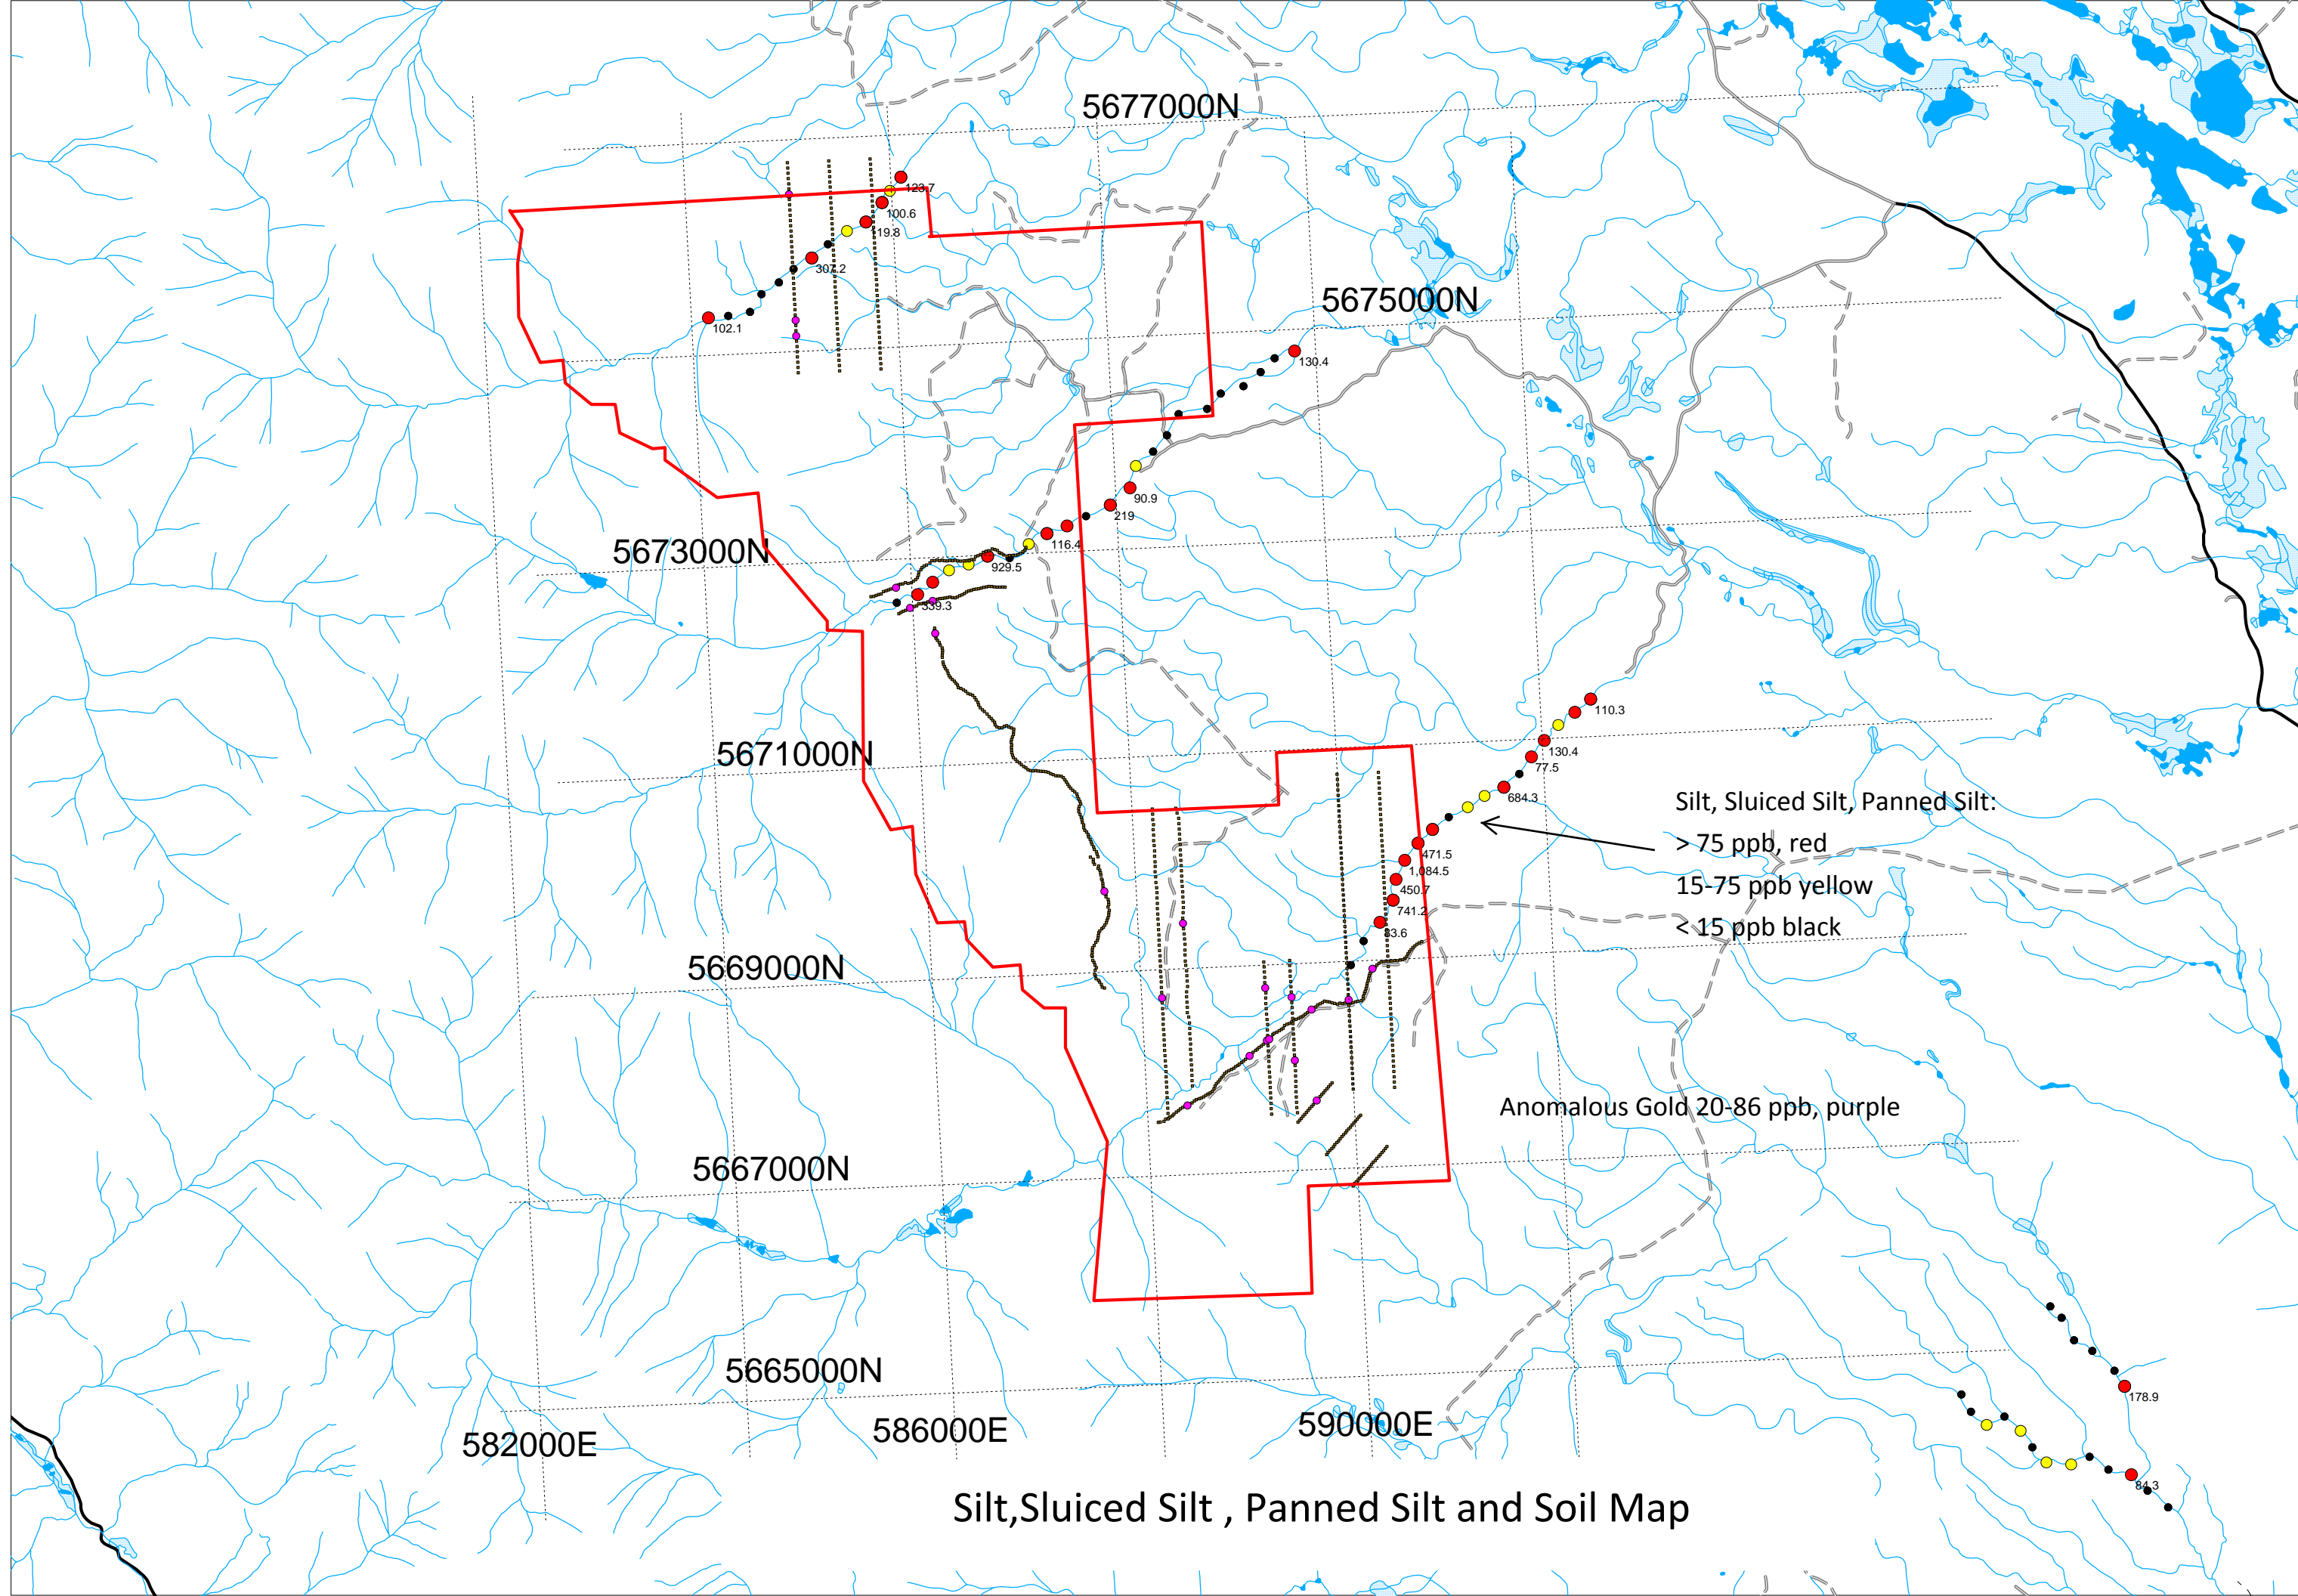 5677000N
123.7
100.6
119.8
307.2
102.1
5675000N
130.4
90.9
219
116.4
5673000N
929.5
339.3
110.3
130.4
5671000N
77.5
684.3
Silt, Sluiced Silt, Panned Silt:
> 75 ppb, red
15-75 ppb yellow
< 15 ppb black
471.5
1,084.5
450.7
741.2
83.6
5669000N
Anomalous Gold 20-86 ppb, purple
5667000N
5665000N
178.9
582000E
586000E
590000E
84.3
Silt,Sluiced Silt , Panned Silt and Soil Map